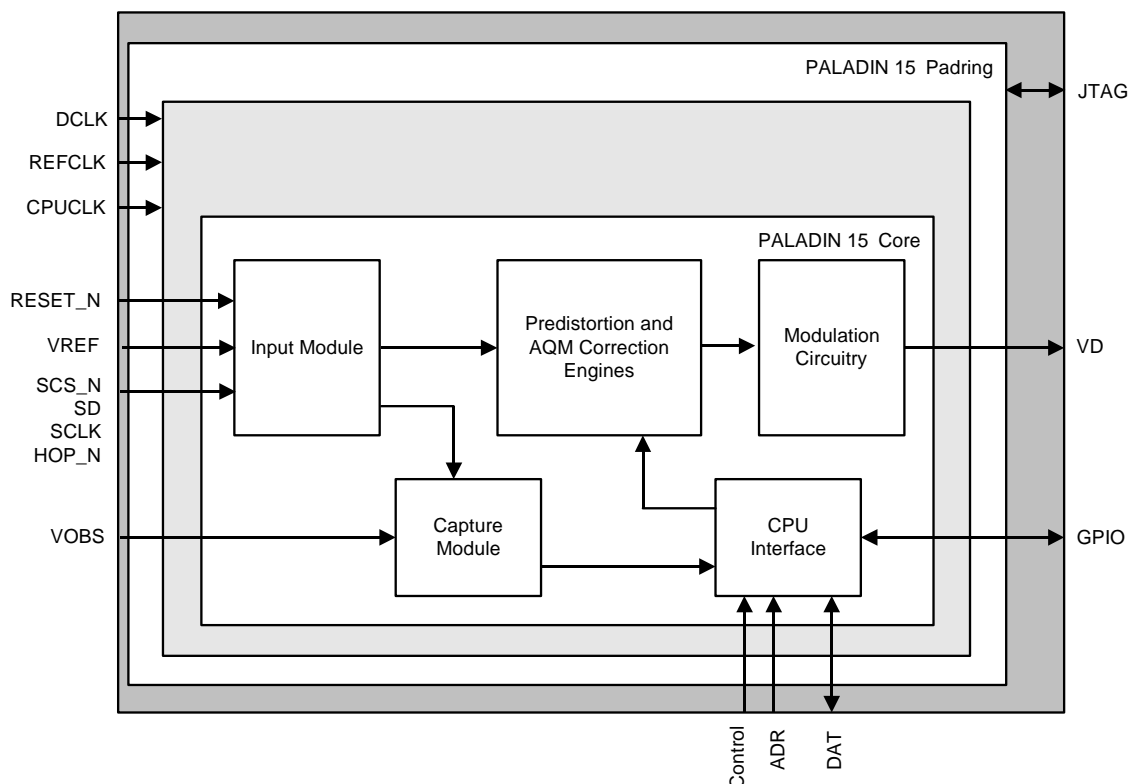 PALADIN 15 Padring
JTAG
DCLK
REFCLK
CPUCLK
PALADIN 15 Core
RESET_N
VREF
SCS_N
SD
SCLK
HOP_N
Input Module
Predistortion and
AQM Correction
Engines
Modulation
Circuitry
VD
VOBS
Capture
Module
CPU
Interface
GPIO
Control
ADR
DAT